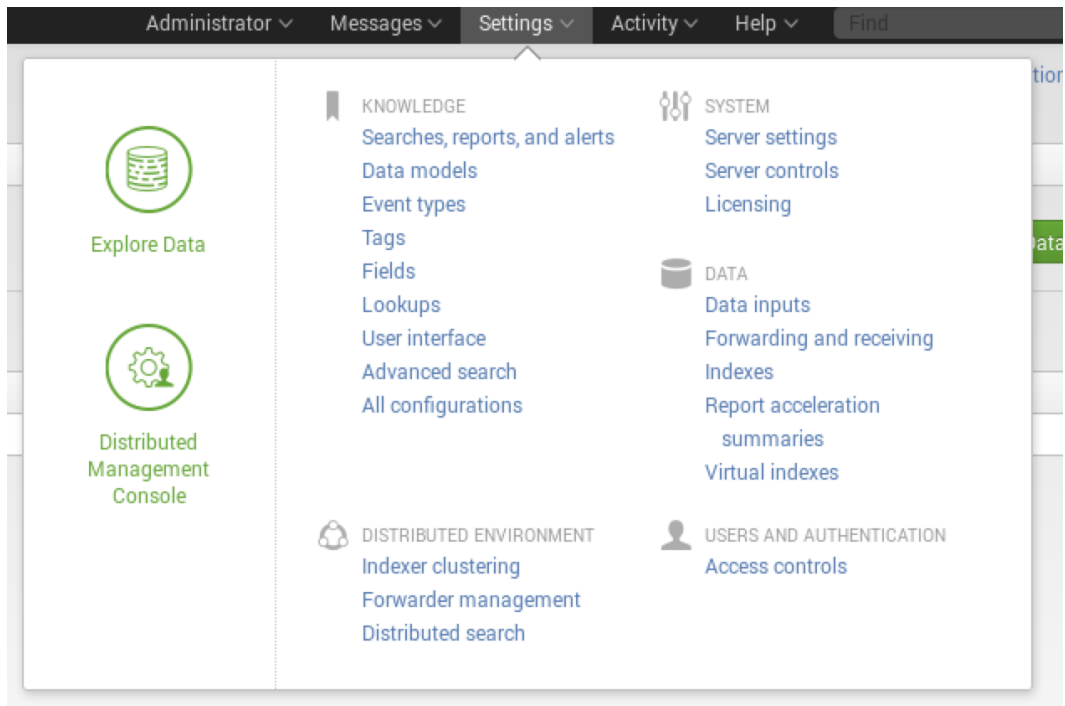 Administrator Messages Settings Activity Help Find
tion
Explore Data
Distributed
Management
Console
KNOWLEDGE
Searches, reports, and alerts
Data models
Event types
Tags
Fields
Lookups
User interface
Advanced search
All configurations
SYSTEM
Server settings
Server controls
Licensing
DATA
Data inputs
Forwarding and receiving
Indexes
Report acceleration
summaries
Virtual indexes
DISTRIBUTED ENVIRONMENT
Indexer clustering
Forwarder management
Distributed search
USERS AND AUTHENTICATION
Access controls
Data